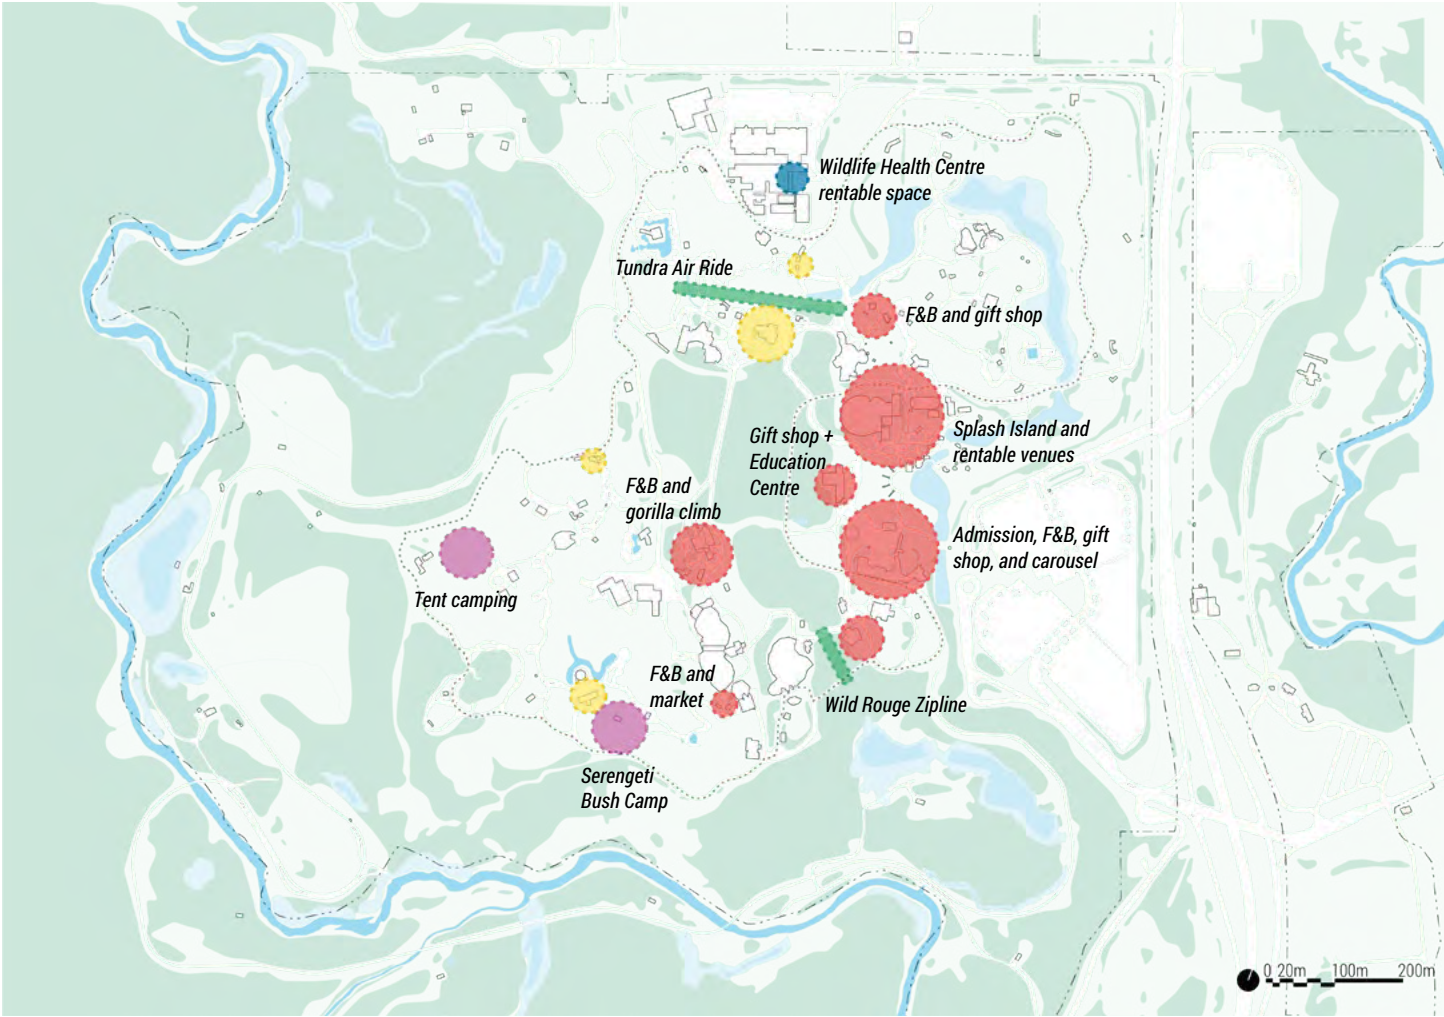 Wildlife Health Centre
rentable space
Tundra Air Ride
F&B and gift shop
Gift shop +
Education
Centre
Splash Island and
rentable venues
F&B and
gorilla climb
Admission, F&B, gift
shop, and carousel
Tent camping
F&B and
market
Wild Rouge Zipline
Serengeti
Bush Camp
0 20m 100m 200m